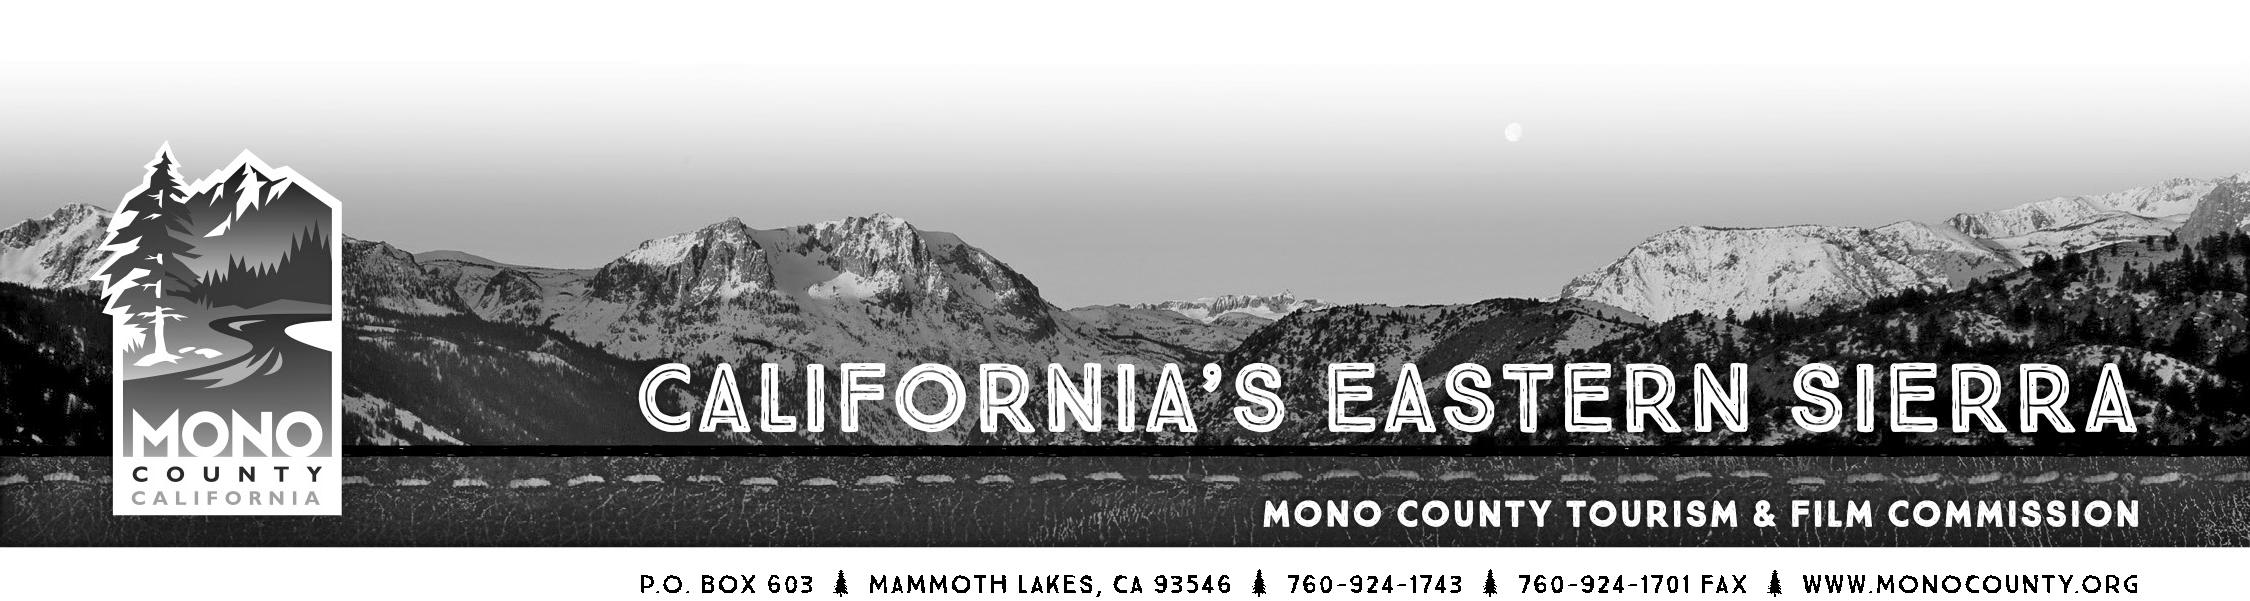 MONO
COUNTY
CALIFORNIA
CALIFORNIA'S EASTERN SIERRA
MONO COUNTY TOURISM & FILM COMMISSION
P.O. BOX 603 MAMMOTH LAKES, CA 93546 760-924-1743 760-924-1701 FAX WWW.MONOCOUNTY.ORG